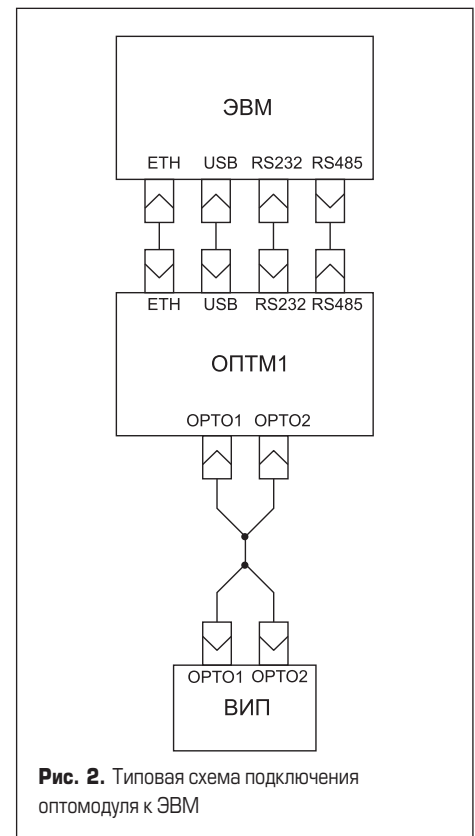 ЭВМ
ETH USB RS232 RS485
ETH USB RS232 RS485
ОПТМ1
OPTO1 OPTO2
OPTO1 OPTO2
ВИП
Рис. 2. Типовая схема подключения
оптомодуля к ЭВМ